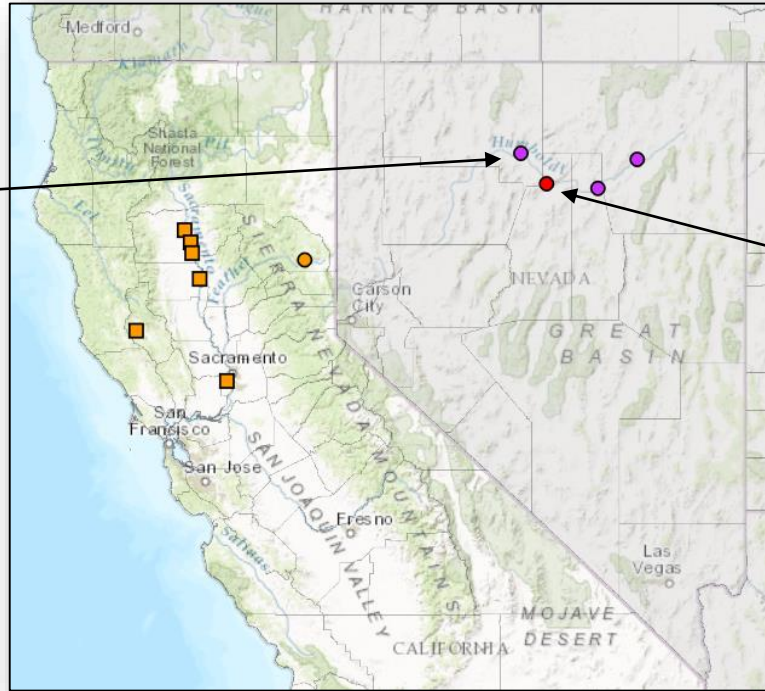 HARNEY BASIN
Medford
Klamath
Shasta
National
Forest
Pit
Trinity
Humboldt
Eel
Sacramento
Feather
SIERRA NEVADA MOUNTAINS
NEVADA
Carson
City
GREAT
BASIN
Sacramento
San
Francisco
San Jose
SAN JOAQUIN VALLEY
Fresno
Salinas
Las
Vegas
MOJAVE
DESERT
CALIFORNIA